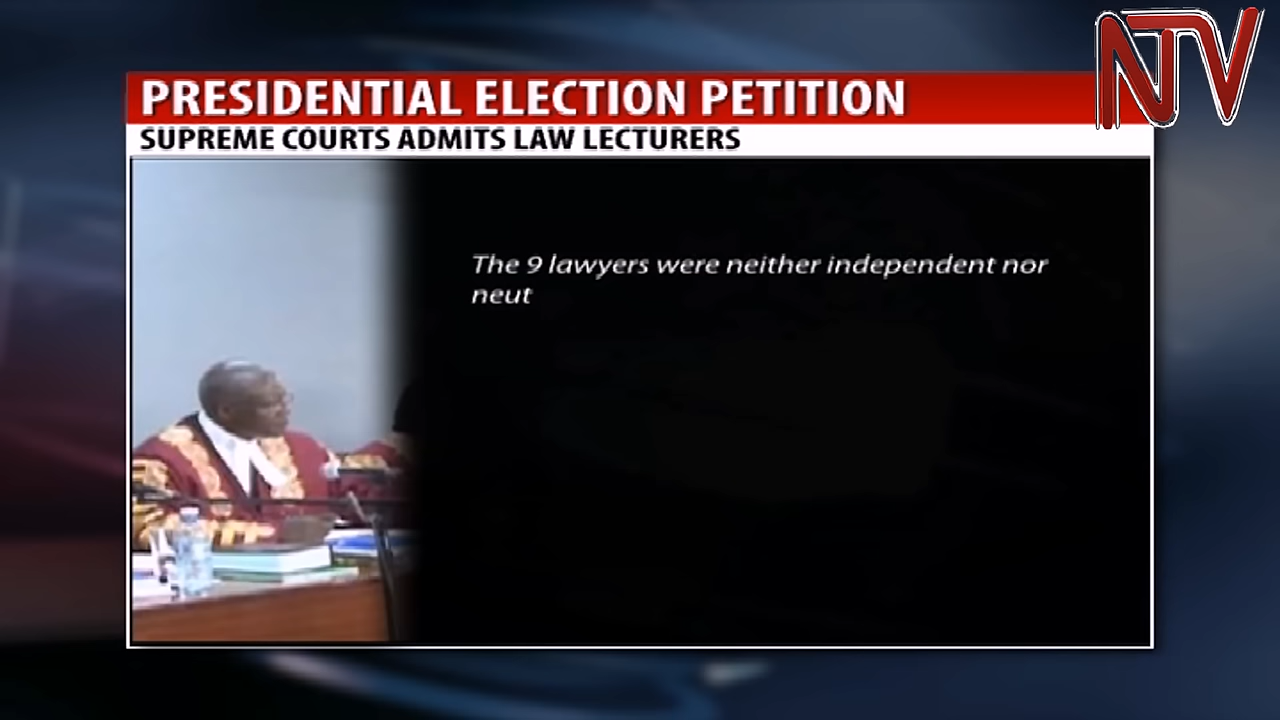 NTV
PRESIDENTIAL ELECTION PETITION
SUPREME COURTS ADMITS LAW LECTURERS
The 9 lawyers were neither independent nor
neut